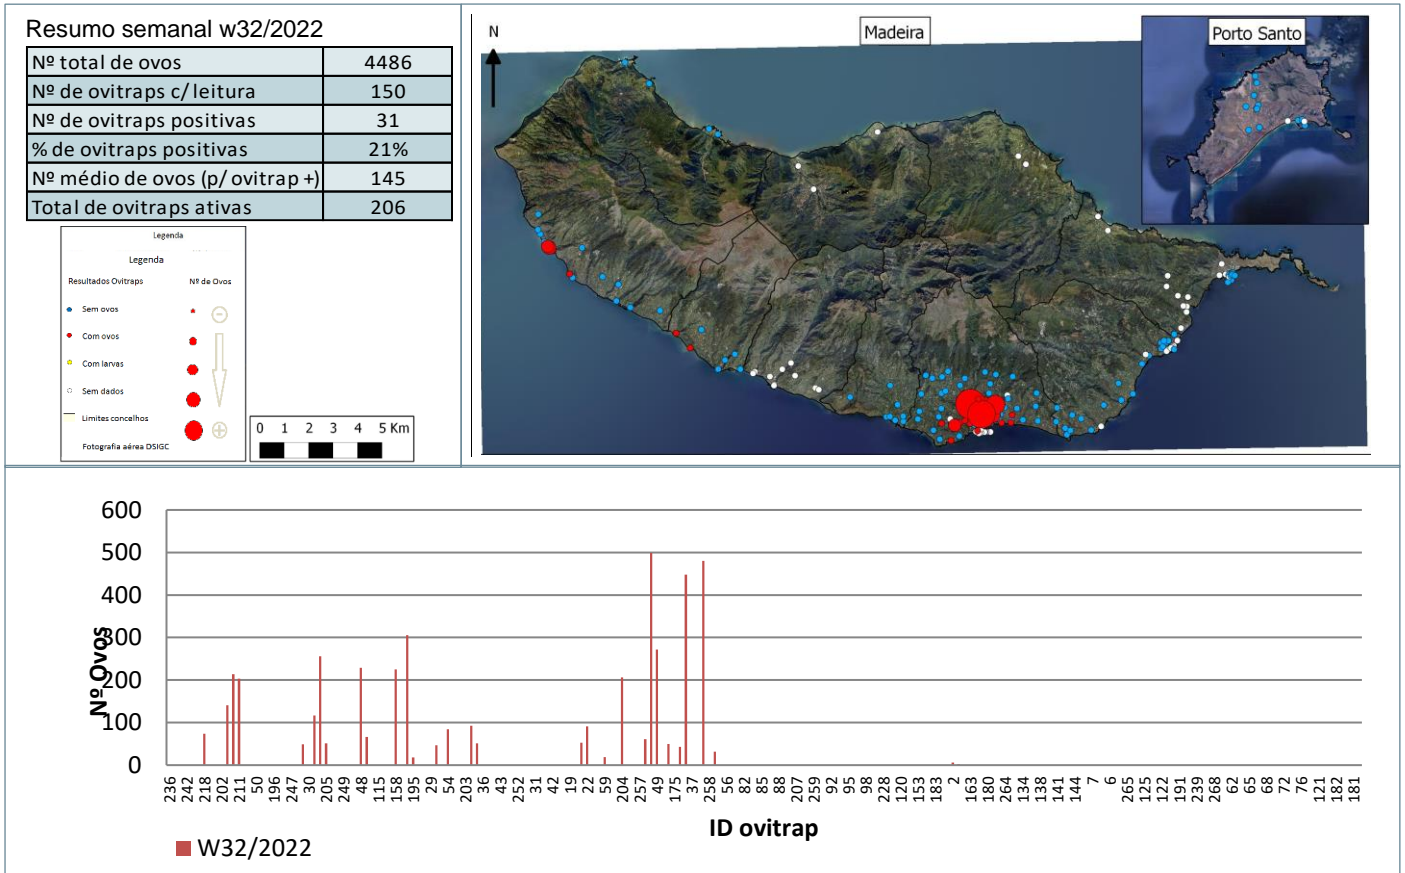 Resumo semanal w32/2022
Nº total de ovos 4486
Nº de ovitraps c/ leitura 150
Nº de ovitraps positivas 31
% de ovitraps positivas 21%
Nº médio de ovos (p/ ovitrap +) 145
Total de ovitraps ativas 206
Legenda
Legenda
Resultados Ovitraps Nº de Ovos
Sem ovos
Com ovos
Com larvas
Sem dados
Limites concelhos
Fotografia aérea DSIGC
0 1 2 3 4 5 Km
N
Madeira
Porto Santo
600
500
400
300
200
100
0
Nº Ovos
236 242 218 202 211 50 196 247 30 205 249 48 115 158 195 29 54 203 36 43 252 31 42 19 22 59 204 257 49 175 37 258 56 82 85 88 207 259 92 95 98 228 120 153 183 2 163 180 264 134 138 141 144 7 6 265 125 122 191 239 268 62 65 68 72 76 121 182 181
ID ovitrap
W32/2022